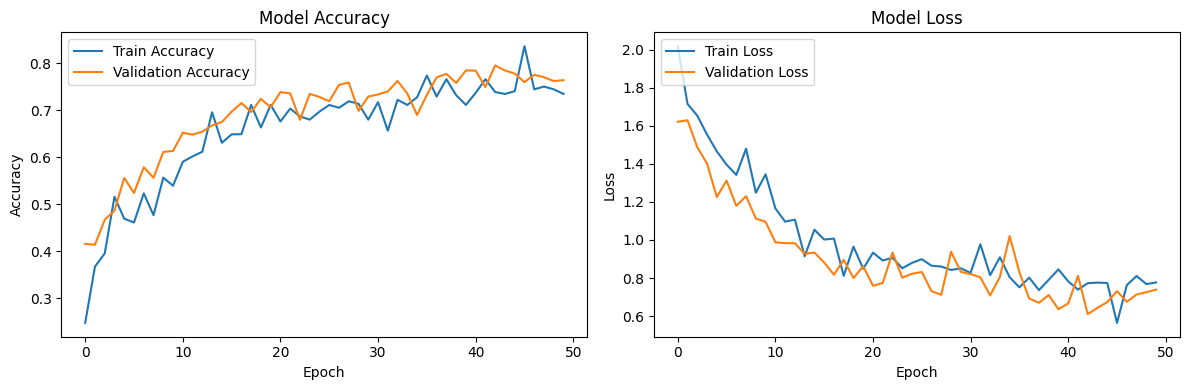 Model Accuracy
Train Accuracy
Validation Accuracy
0.8
0.7
0.6
0.5
0.4
0.3
Accuracy
0 10 20 30 40 50
Epoch
Model Loss
Train Loss
Validation Loss
2.0
1.8
1.6
1.4
1.2
1.0
0.8
0.6
Loss
0 10 20 30 40 50
Epoch